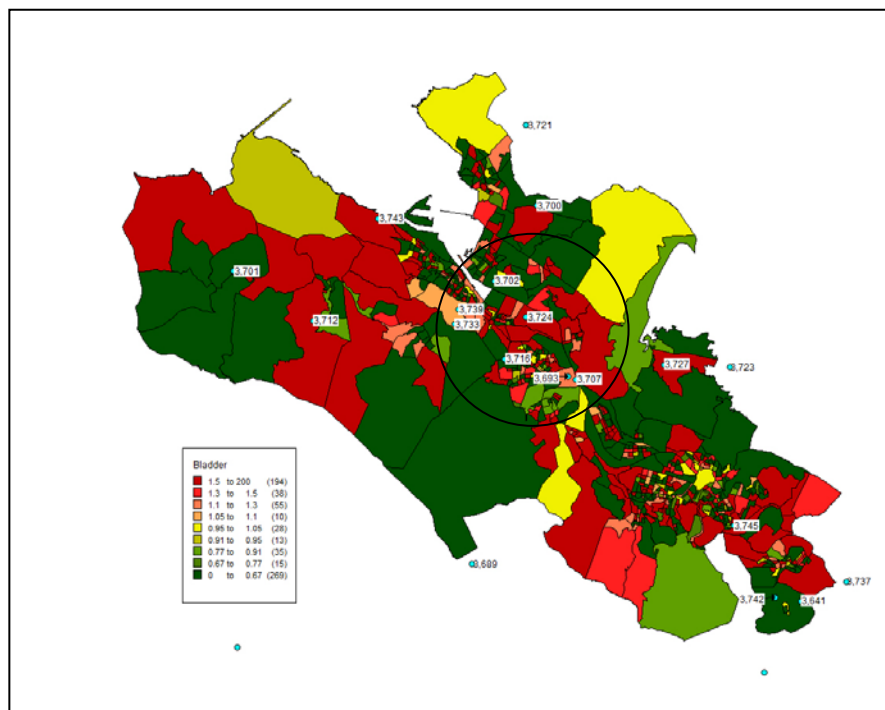 3,721
3,700
3,743
3,701
3,702
3,739
3,724
3,712
3,733
3,716
3,727
3,723
3,693
3,707
Bladder
1.5 to 200 (194)
1.3 to 1.5 (38)
1.1 to 1.3 (55)
1.05 to 1.1 (10)
0.95 to 1.05 (28)
0.91 to 0.95 (13)
0.77 to 0.91 (35)
0.67 to 0.77 (15)
0 to 0.67 (269)
3,745
3,689
3,737
3,742
3,641